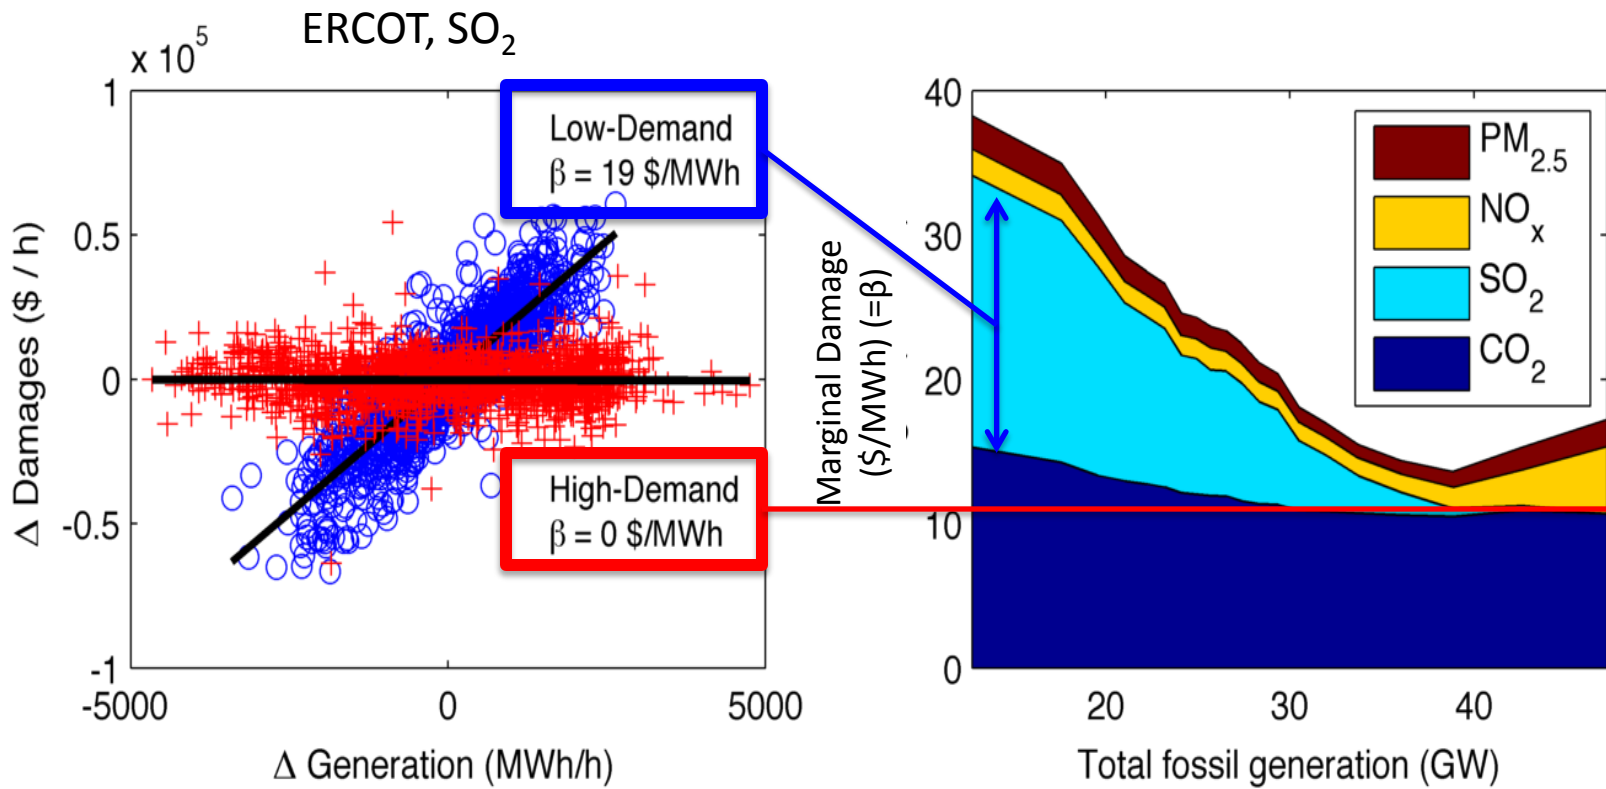 ERCOT, SO2
x 10^5
1
0.5
0
-0.5
-1
-5000
0
5000
Δ Damages ($ / h)
Δ Generation (MWh/h)
Low-Demand
β = 19 $/MWh
High-Demand
β = 0 $/MWh
Marginal Damage
($/MWh) (=β)
40
30
20
10
0
20
30
40
Total fossil generation (GW)
PM2.5
NOx
SO2
CO2